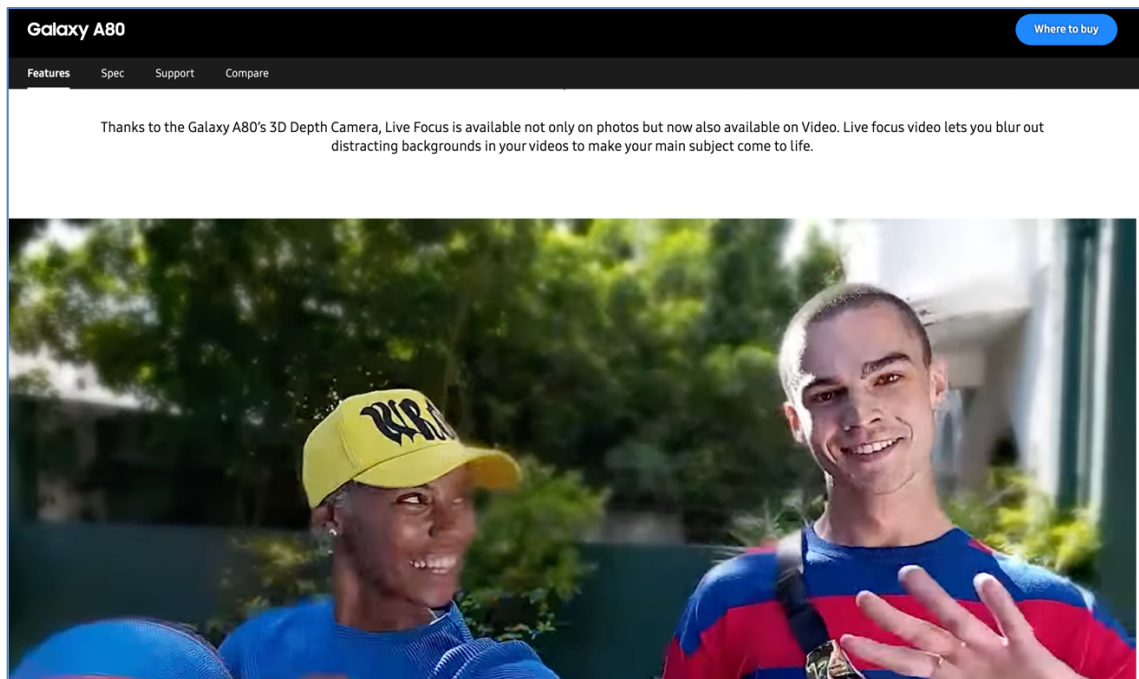 Galaxy A80
Where to buy
Features Spec Support Compare
Thanks to the Galaxy A80's 3D Depth Camera, Live Focus is available not only on photos but now also available on Video. Live focus video lets you blur out
distracting backgrounds in your videos to make your main subject come to life.